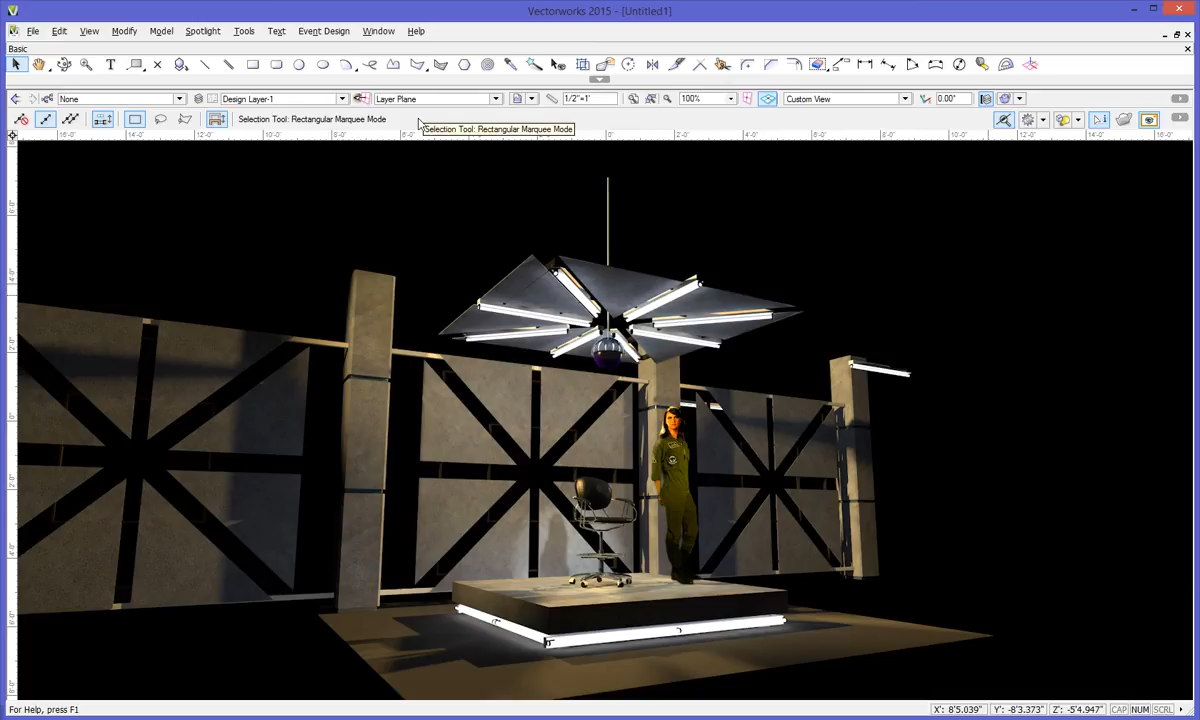 Vectorworks 2015 - [Untitled1]
File Edit View Modify Model Spotlight Tools Text Event Design Window Help
Basic
None Design Layer-1 Layer Plane 1/2"=1' 100% Custom View 0.00°
Selection Tool: Rectangular Marquee Mode
Selection Tool: Rectangular Marquee Mode
For Help, press F1 X': 8'5.039" Y': -8'3.373" Z': -5'4.947" CAP NUM SCRL